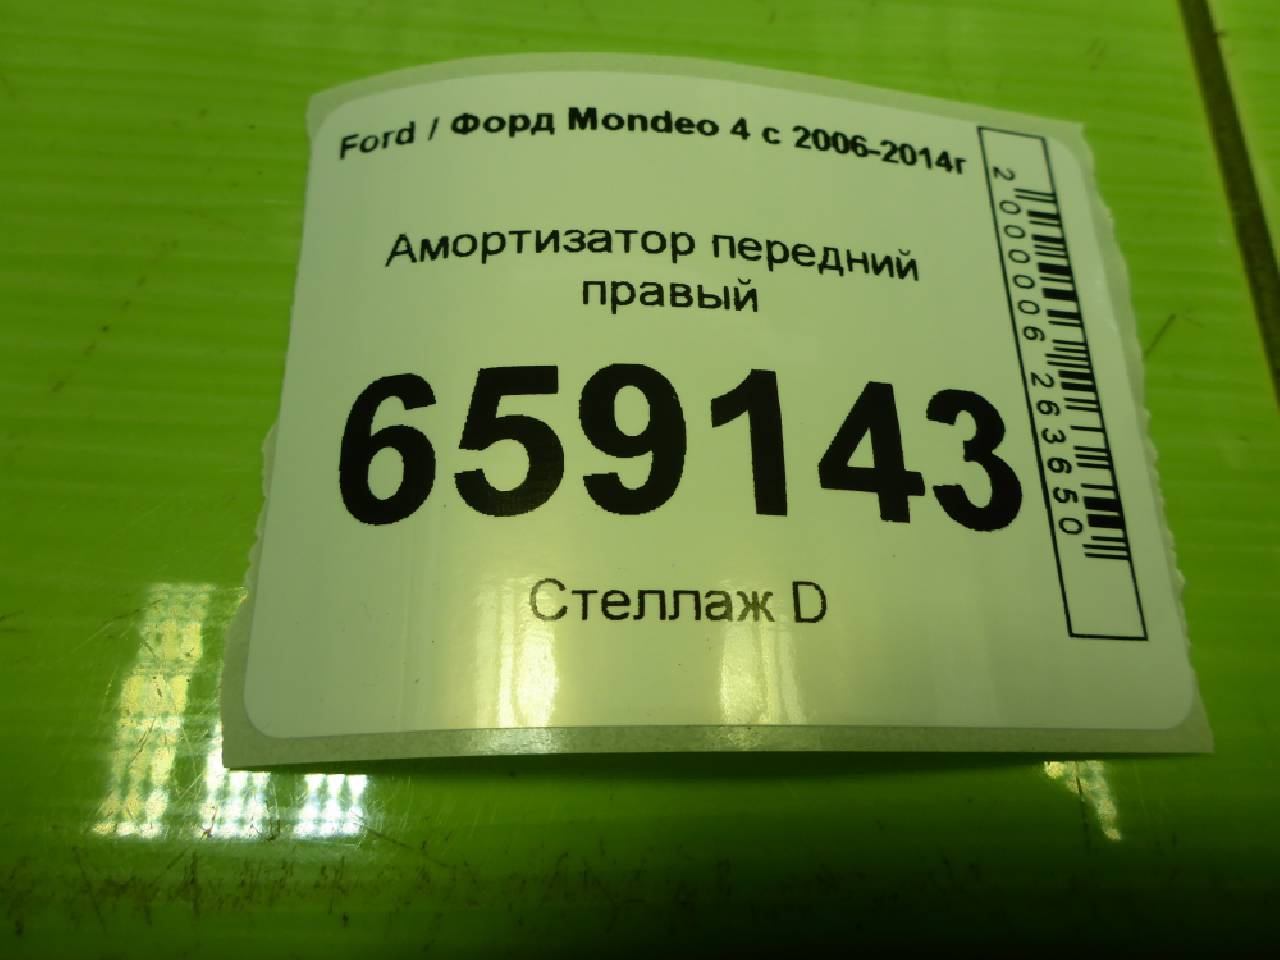 Ford / Форд Mondeo 4 с 2006-2014г
Амортизатор передний
правый
659143
Стеллаж D
2000006263650